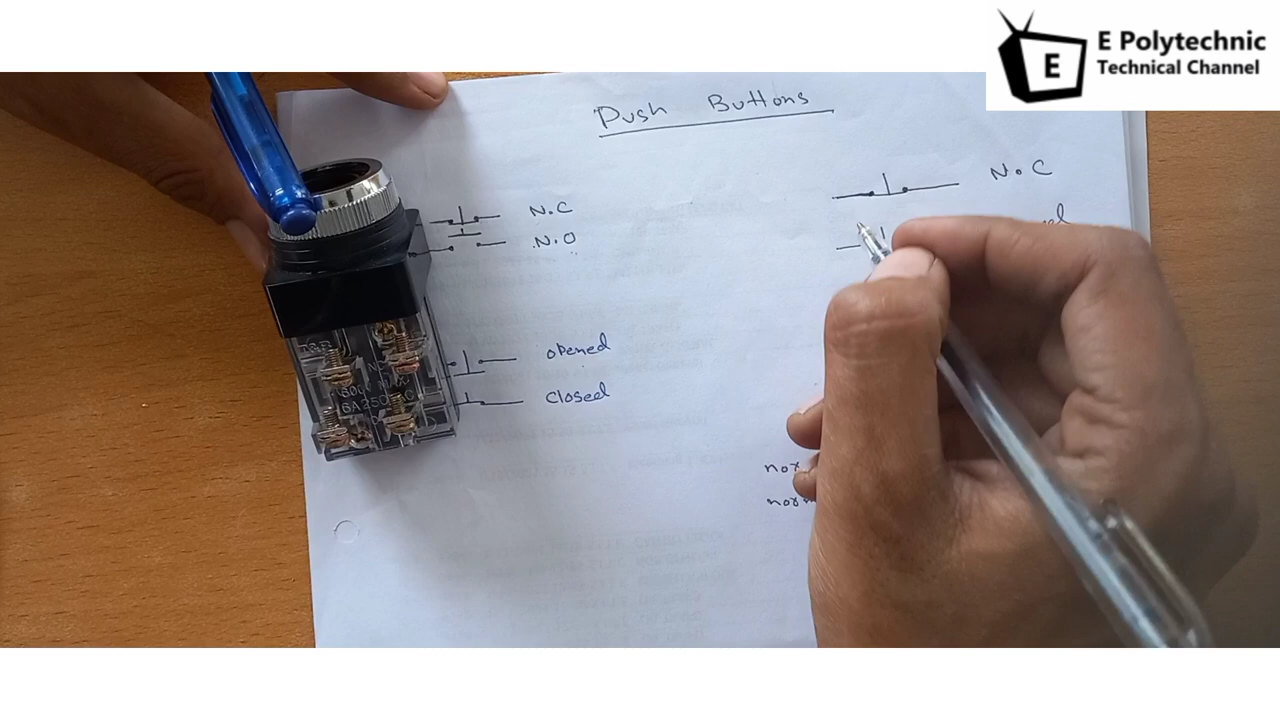 E Polytechnic
Technical Channel
E
Push Buttons
N.C
N.O
opened
closed
N.C